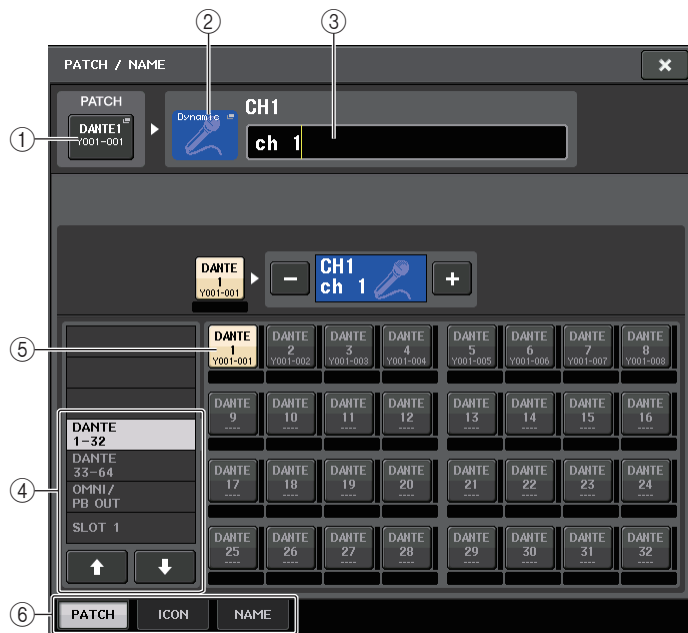 ② ③
PATCH / NAME ×
PATCH
① DANTE1
Y001-001
Dynamic
CH1
ch 1
DANTE
1
Y001-001
− CH1 +
ch 1
⑤
DANTE DANTE DANTE DANTE DANTE DANTE DANTE DANTE
1 2 3 4 5 6 7 8
Y001-001 Y001-002 Y001-003 Y001-004 Y001-005 Y001-006 Y001-007 Y001-008
DANTE DANTE DANTE DANTE DANTE DANTE DANTE DANTE
9 10 11 12 13 14 15 16
---- ---- ---- ---- ---- ---- ---- ----
DANTE DANTE DANTE DANTE DANTE DANTE DANTE DANTE
17 18 19 20 21 22 23 24
---- ---- ---- ---- ---- ---- ---- ----
DANTE DANTE DANTE DANTE DANTE DANTE DANTE DANTE
25 26 27 28 29 30 31 32
---- ---- ---- ---- ---- ---- ---- ----
④
DANTE
1-32
DANTE
33-64
OMNI/
PB OUT
SLOT 1
⑥ PATCH ICON NAME